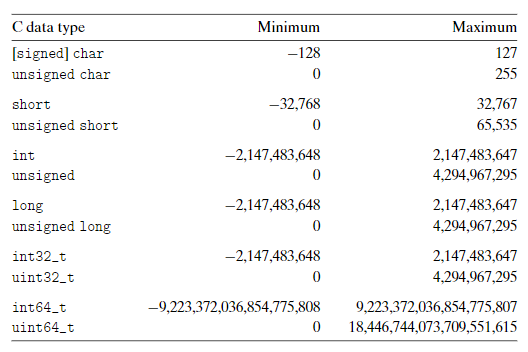 C data type Minimum Maximum
[signed] char −128 127
unsigned char 0 255
short −32,768 32,767
unsigned short 0 65,535
int −2,147,483,648 2,147,483,647
unsigned 0 4,294,967,295
long −2,147,483,648 2,147,483,647
unsigned long 0 4,294,967,295
int32_t −2,147,483,648 2,147,483,647
uint32_t 0 4,294,967,295
int64_t −9,223,372,036,854,775,808 9,223,372,036,854,775,807
uint64_t 0 18,446,744,073,709,551,615